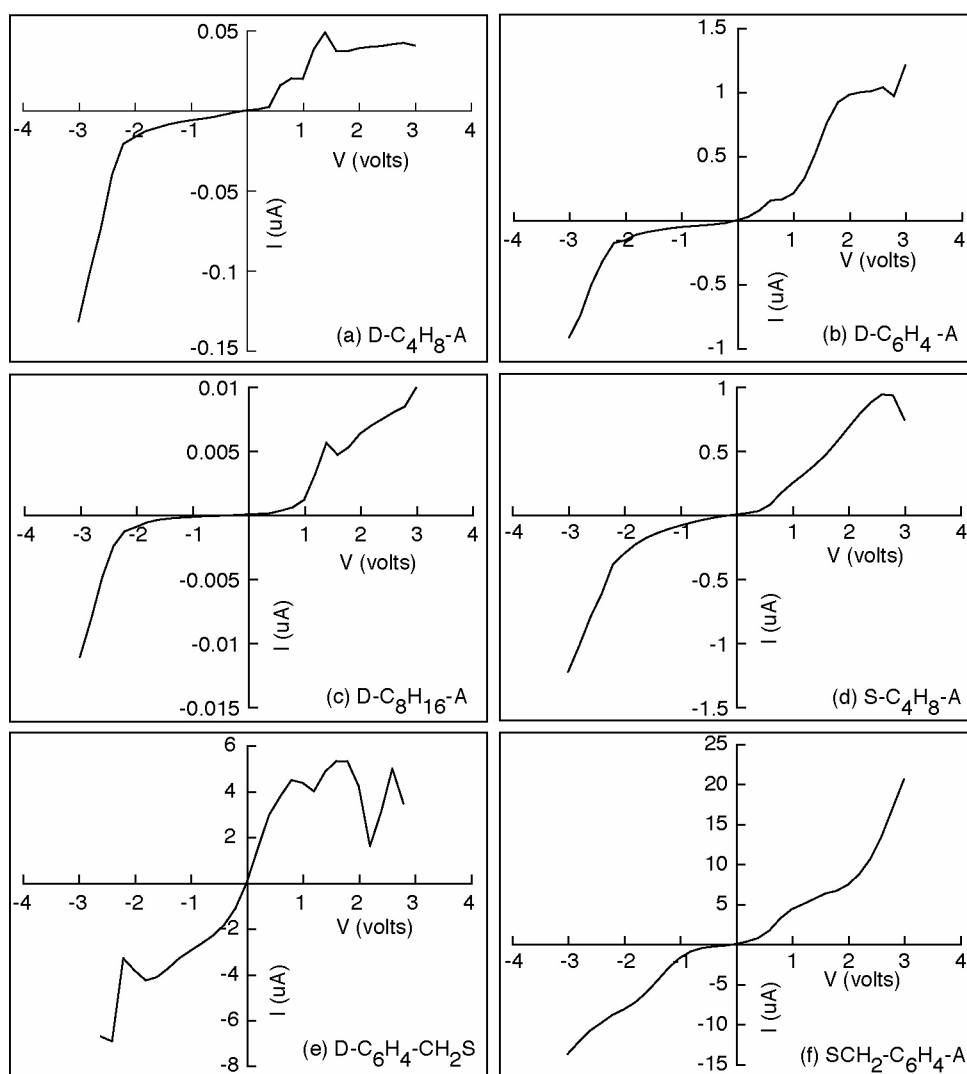 0.05
-4 -3 -2 -1 1 2 3 4
V (volts)
-0.05
I (uA)
-0.1
-0.15
(a) D-C4H8-A
1.5
1
0.5
-4 -3 -2 -1 1 2 3 4
V (volts)
-0.5
I (uA)
-1
(b) D-C6H4 -A
0.01
0.005
-4 -3 -2 -1 1 2 3 4
V (volts)
-0.005
I (uA)
-0.01
-0.015
(c) D-C8H16-A
1
0.5
-4 -3 -2 -1 1 2 3 4
V (volts)
-0.5
I (uA)
-1
-1.5
(d) S-C4H8-A
6
4
2
-4 -3 -2 -1 1 2 3 4
V (volts)
-2
-4
-6
I (uA)
-8
(e) D-C6H4-CH2S
25
20
15
10
5
-4 -3 -2 -1 1 2 3 4
V (volts)
-5
-10
I (uA)
-15
(f) SCH2-C6H4-A